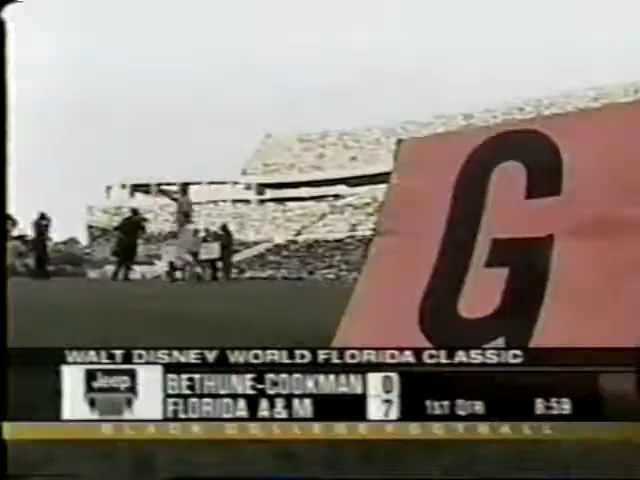 G
WALT DISNEY WORLD FLORIDA CLASSIC
Jeep
BETHUNE-COOKMAN 0
FLORIDA A&M 7
1ST QTR 8:59
BLACK COLLEGE FOOTBALL